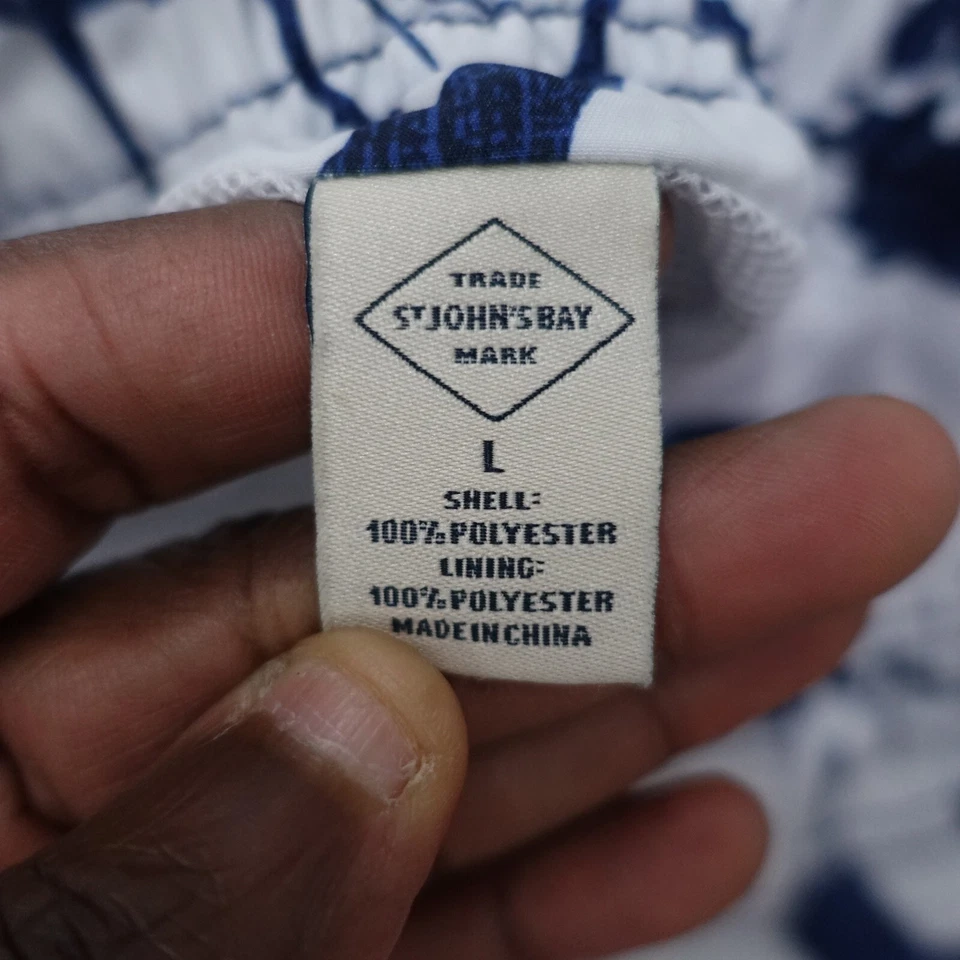 TRADE
ST JOHN'S BAY
MARK
L
SHELL:
100% POLYESTER
LINING:
100% POLYESTER
MADE IN CHINA